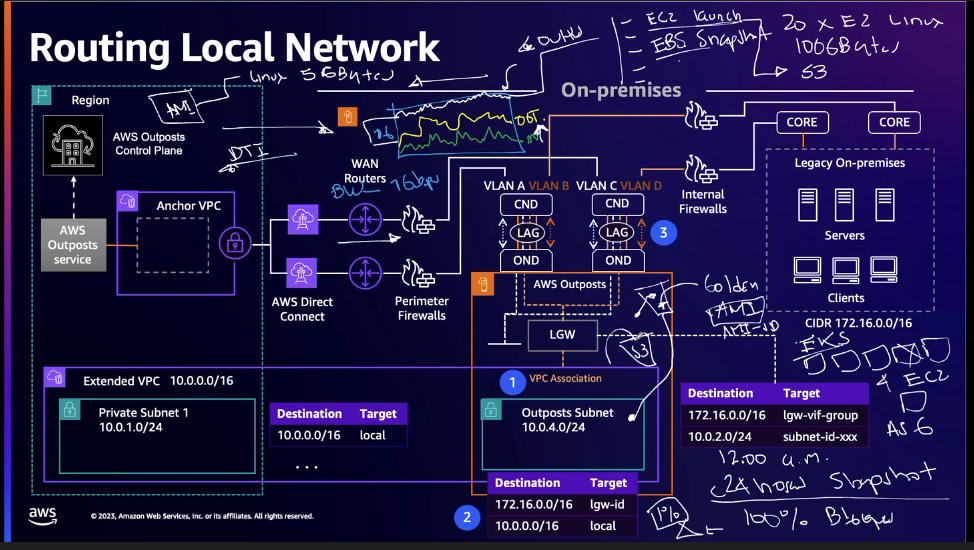 Routing Local Network
EC2 launch
EBS Snapshot
S3
20 x E2 Linux
100GBytes
Linux 5GBytes
AMI
DTI
On-premises
Region
AWS Outposts
Control Plane
WAN
Routers
CORE
CORE
Legacy On-premises
Servers
Clients
CIDR 172.16.0.0/16
Internal
Firewalls
VLAN A VLAN B VLAN C VLAN D
CND
CND
LAG
LAG
3
OND
OND
Anchor VPC
AWS
Outposts
service
AWS Direct
Connect
Perimeter
Firewalls
AWS Outposts
LGW
1
VPC Association
Golden
AMI
AMI-ID
S3
EKS
4 EC2
ASG
Extended VPC 10.0.0.0/16
Private Subnet 1
10.0.1.0/24
Destination Target
10.0.0.0/16 local
...
Outposts Subnet
10.0.4.0/24
Destination Target
172.16.0.0/16 lgw-vif-group
10.0.2.0/24 subnet-id-xxx
2
Destination Target
172.16.0.0/16 lgw-id
10.0.0.0/16 local
12:00 a.m.
24 hours Snapshot
1%
100%
aws
© 2023, Amazon Web Services, Inc. or its affiliates. All rights reserved.